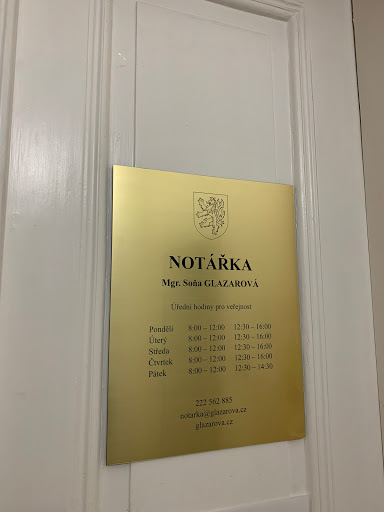 NOTÁŘKA
Mgr. Soňa GLAZAROVÁ
Úřední hodiny pro veřejnost
Pondělí 8:00 – 12:00 12:30 – 16:00
Úterý 8:00 – 12:00 12:30 – 16:00
Středa 8:00 – 12:00 12:30 – 16:00
Čtvrtek 8:00 – 12:00 12:30 – 16:00
Pátek 8:00 – 12:00 12:30 – 14:30
222 562 885
notarka@glazarova.cz
glazarova.cz